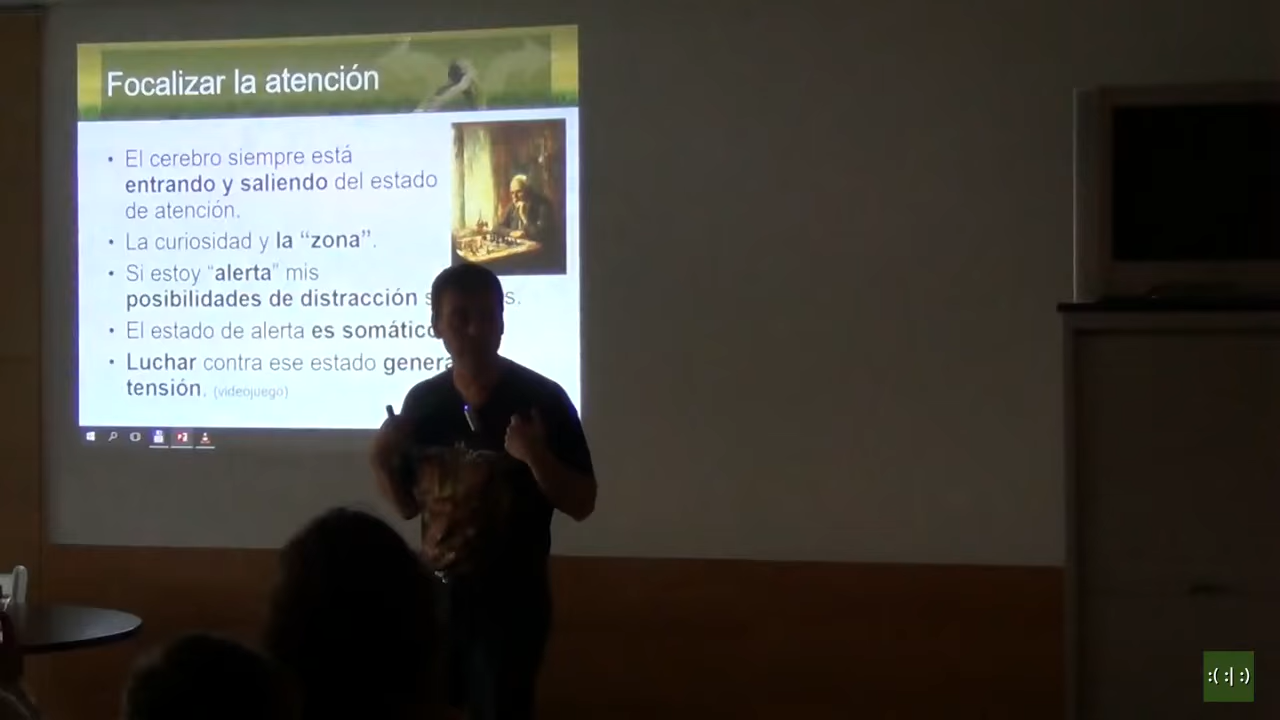 Focalizar la atención
• El cerebro siempre está
entrando y saliendo del estado
de atención.
• La curiosidad y la “zona”.
• Si estoy “alerta” mis
posibilidades de distracción
• El estado de alerta es somático
• Luchar contra ese estado genera
tensión. (videojuego)
:( :| :)